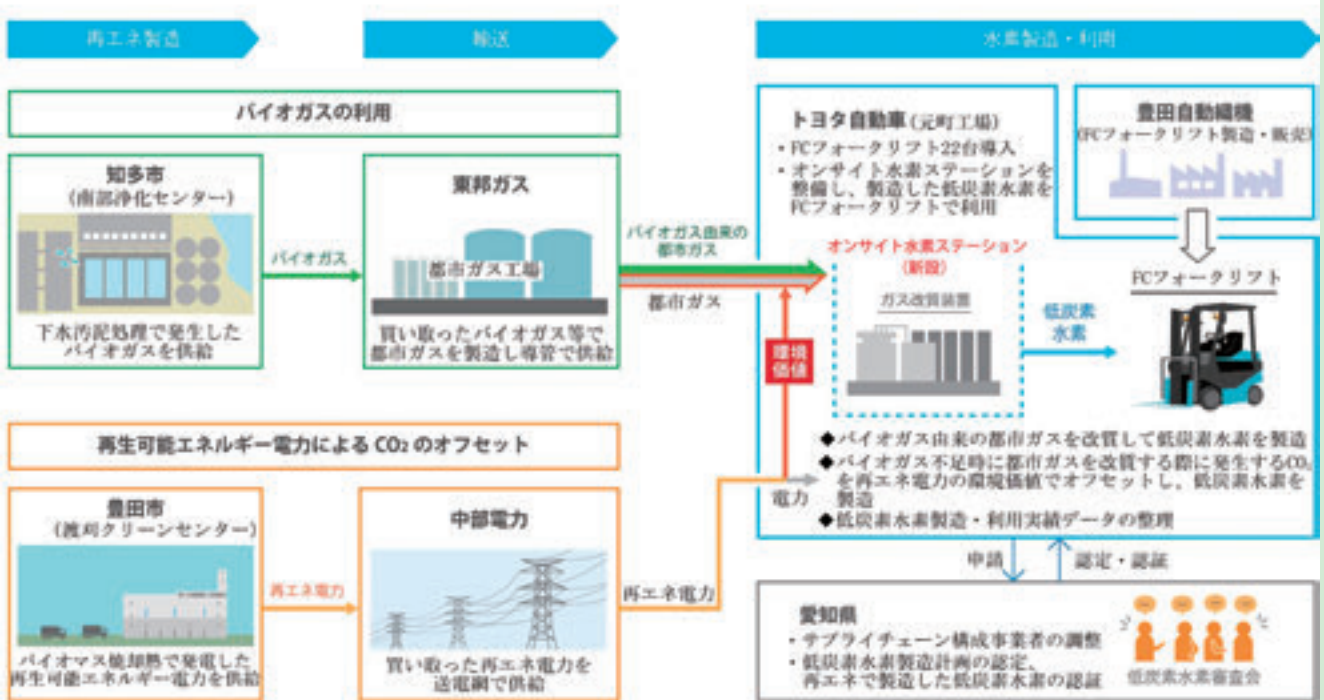 再エネ製造
輸送
水素製造・利用
バイオガスの利用
知多市
(南部浄化センター)
下水汚泥処理で発生した
バイオガスを供給
バイオガス
東邦ガス
都市ガス工場
買い取ったバイオガス等で
都市ガスを製造し導管で供給
バイオガス由来の
都市ガス
都市ガス
環境
価値
トヨタ自動車(元町工場)
・FCフォークリフト22台導入
・オンサイト水素ステーションを
整備し、製造した低炭素水素を
FCフォークリフトで利用
豊田自動織機
(FCフォークリフト製造・販売)
オンサイト水素ステーション
(新設)
ガス改質装置
低炭素
水素
FCフォークリフト
◆バイオガス由来の都市ガスを改質して低炭素水素を製造
◆バイオガス不足時に都市ガスを改質する際に発生するCO₂
を再エネ電力の環境価値でオフセットし、低炭素水素を
製造
◆低炭素水素製造・利用実績データの整理
再生可能エネルギー電力による CO₂ のオフセット
豊田市
(渡刈クリーンセンター)
バイオマス焼却熱で発電した
再生可能エネルギー電力を供給
再エネ電力
中部電力
買い取った再エネ電力を
送電網で供給
再エネ電力
電力
申請
認定・認証
愛知県
・サプライチェーン構成事業者の調整
・低炭素水素製造計画の認定、
再エネで製造した低炭素水素の認証
低炭素水素審査会